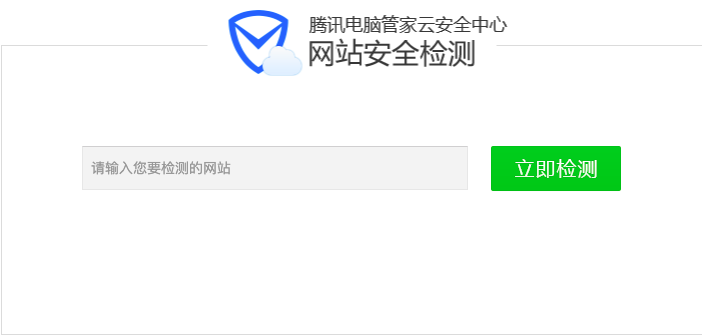 腾讯电脑管家云安全中心
网站安全检测
请输入您要检测的网站
立即检测